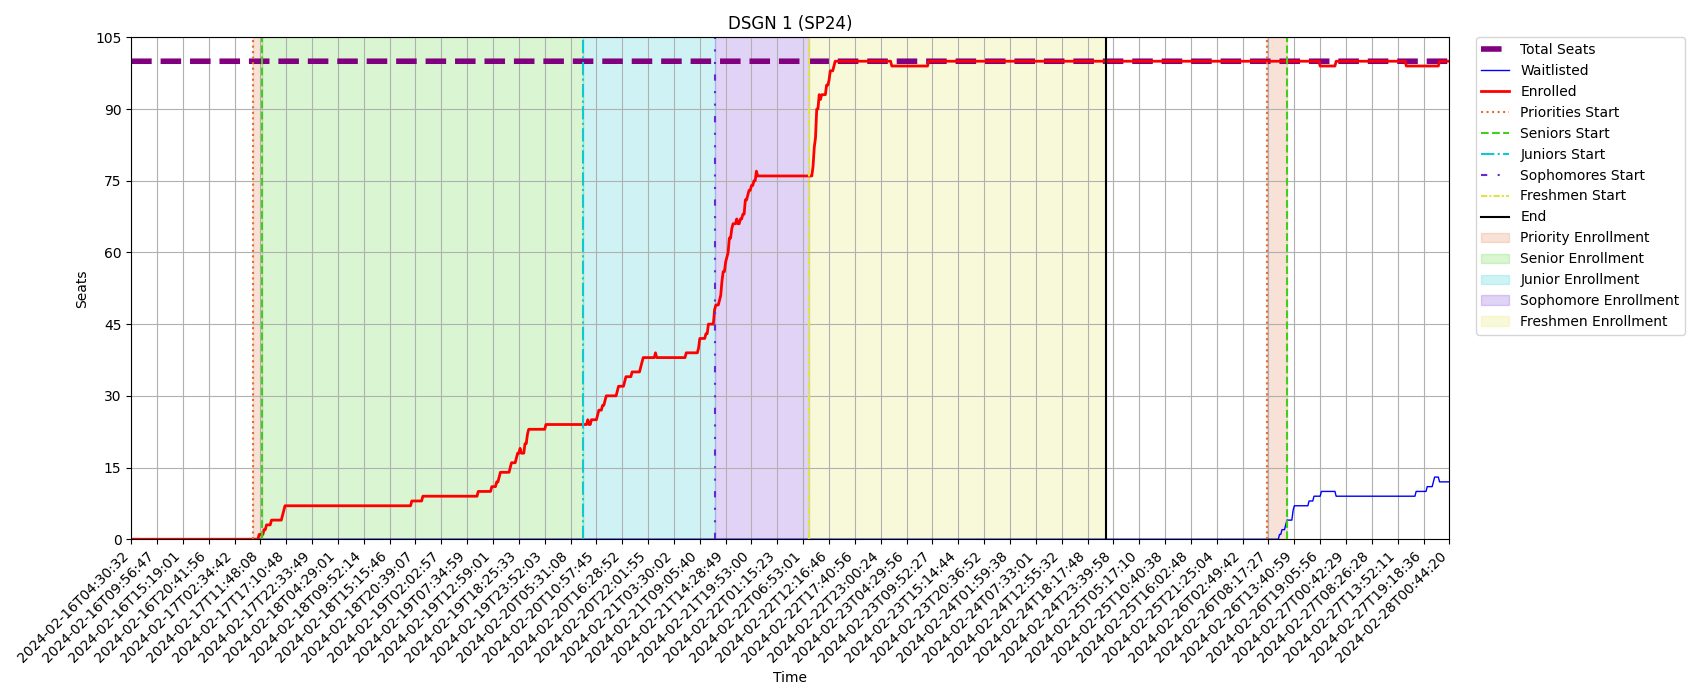 DSGN 1 (SP24)
105
90
75
60
45
30
15
0
Seats
2024-02-16T04:30:32
2024-02-16T09:56:47
2024-02-16T15:19:01
2024-02-16T20:41:56
2024-02-17T02:34:42
2024-02-17T11:48:08
2024-02-17T17:10:48
2024-02-17T22:33:49
2024-02-18T04:29:01
2024-02-18T09:52:14
2024-02-18T15:15:46
2024-02-18T20:39:07
2024-02-19T02:02:57
2024-02-19T07:34:59
2024-02-19T12:59:01
2024-02-19T18:25:33
2024-02-19T23:52:03
2024-02-20T05:31:08
2024-02-20T10:57:45
2024-02-20T16:28:52
2024-02-20T22:01:55
2024-02-21T03:30:02
2024-02-21T09:05:40
2024-02-21T14:28:49
2024-02-21T19:53:00
2024-02-22T01:15:23
2024-02-22T06:53:01
2024-02-22T12:16:46
2024-02-22T17:40:56
2024-02-22T23:00:24
2024-02-23T04:29:56
2024-02-23T09:52:27
2024-02-23T15:14:44
2024-02-23T20:36:52
2024-02-24T01:59:38
2024-02-24T07:33:01
2024-02-24T12:55:32
2024-02-24T18:17:48
2024-02-24T23:39:58
2024-02-25T05:17:10
2024-02-25T10:40:38
2024-02-25T16:02:48
2024-02-25T21:25:04
2024-02-26T02:49:42
2024-02-26T08:17:27
2024-02-26T13:40:59
2024-02-26T19:05:56
2024-02-27T00:42:29
2024-02-27T08:26:28
2024-02-27T13:52:11
2024-02-27T19:18:36
2024-02-28T00:44:20
Time
Total Seats
Waitlisted
Enrolled
Priorities Start
Seniors Start
Juniors Start
Sophomores Start
Freshmen Start
End
Priority Enrollment
Senior Enrollment
Junior Enrollment
Sophomore Enrollment
Freshmen Enrollment